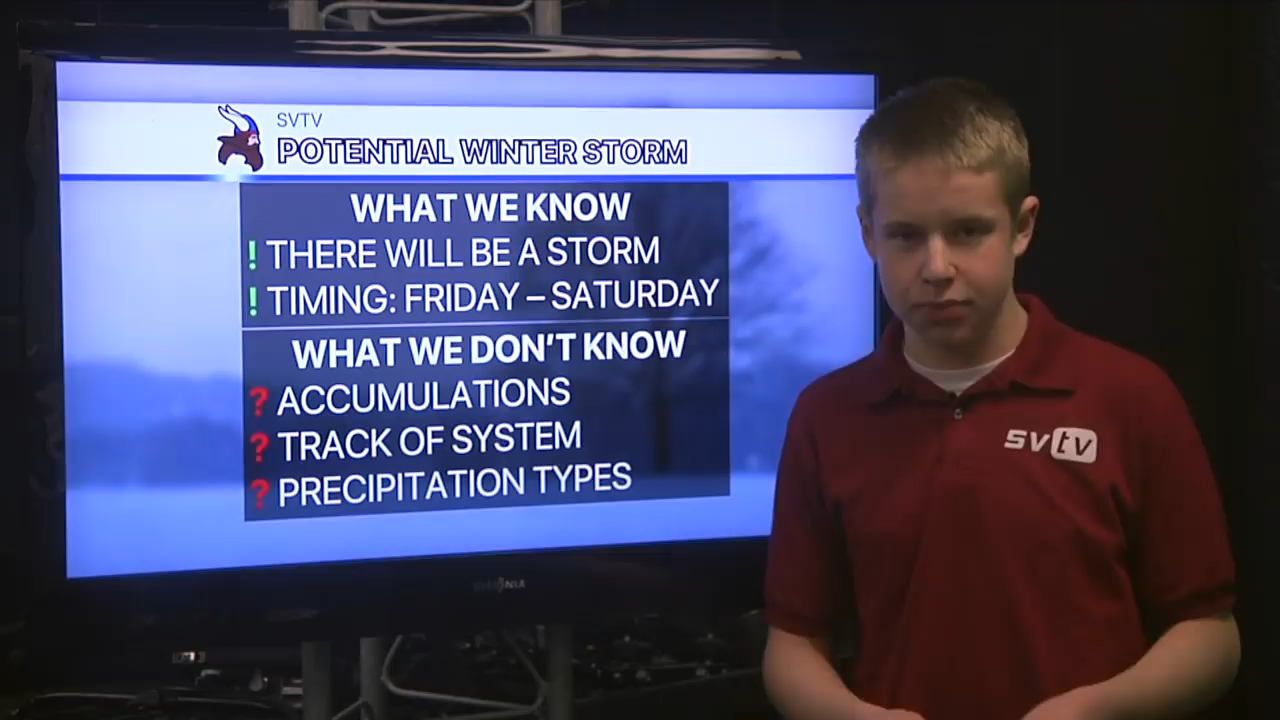 SVTV
POTENTIAL WINTER STORM
WHAT WE KNOW
! THERE WILL BE A STORM
! TIMING: FRIDAY – SATURDAY
WHAT WE DON'T KNOW
? ACCUMULATIONS
? TRACK OF SYSTEM
? PRECIPITATION TYPES
INSIGNIA
svtv